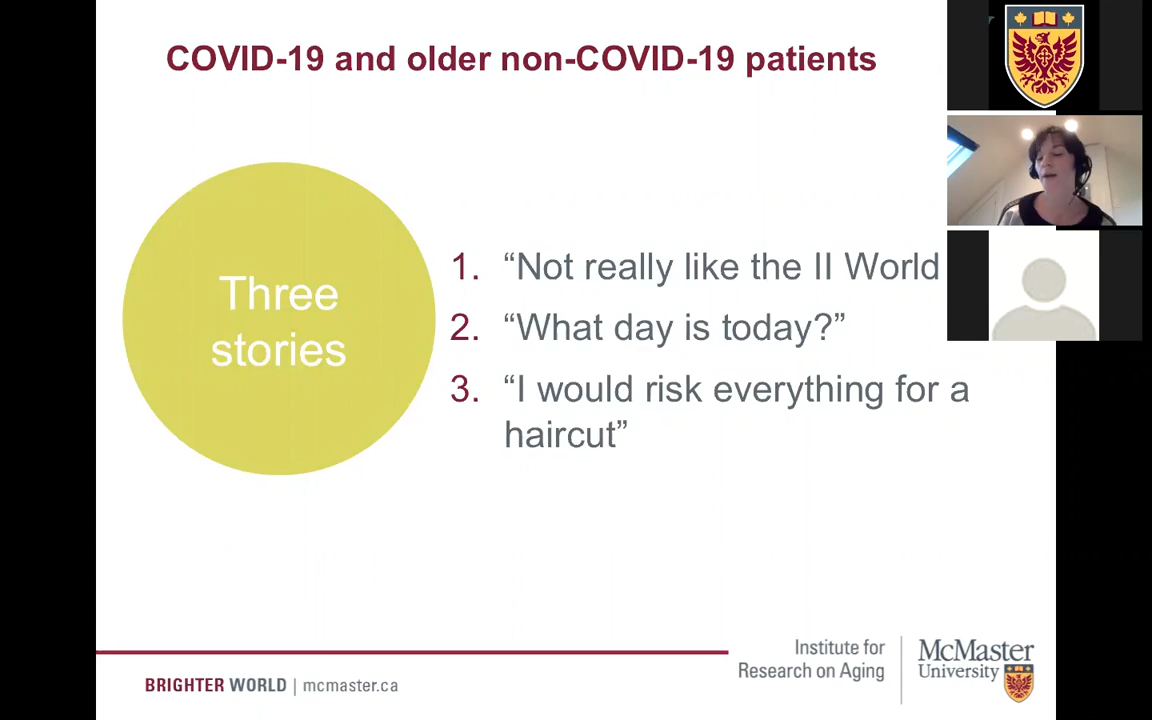 COVID-19 and older non-COVID-19 patients
Three
stories
1. “Not really like the II World
2. “What day is today?”
3. “I would risk everything for a
haircut”
BRIGHTER WORLD | mcmaster.ca
Institute for
Research on Aging
McMaster
University